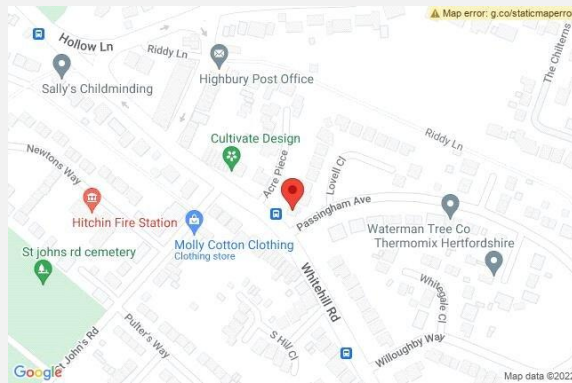 Map error: g.co/staticmaperro
Hollow Ln
Riddy Ln
Highbury Post Office
The Chilterns
Sally's Childminding
Riddy Ln
Cultivate Design
Newtons Way
Acre Piece
Lovell Cl
Passingham Ave
Hitchin Fire Station
Waterman Tree Co
Molly Cotton Clothing
Clothing store
Thermomix Hertfordshire
St johns rd cemetery
Whitehill Rd
Whitegale Cl
St John's Rd
Pulter's Way
S Hill Cl
Willoughby Way
Google
Map data ©2022